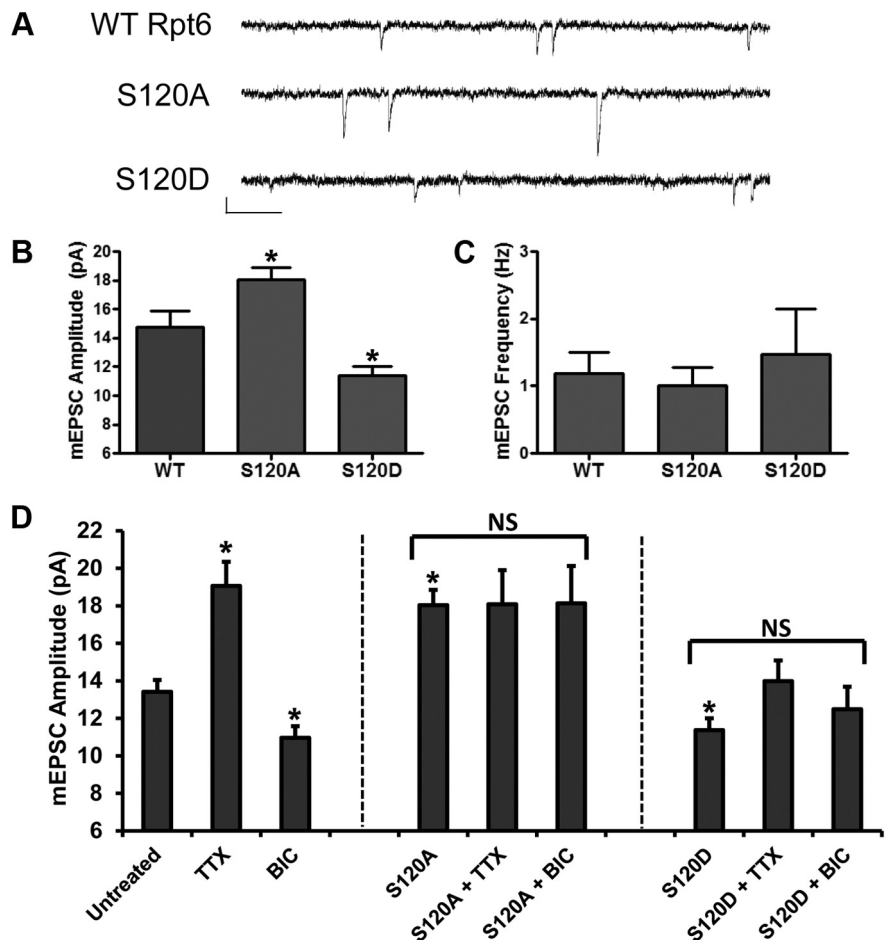 A
WT Rpt6
S120A
S120D
B
mEPSC Amplitude (pA)
20
18
16
14
12
10
8
6
*
*
WT
S120A
S120D
C
mEPSC Frequency (Hz)
3
2
1
0
WT
S120A
S120D
D
mEPSC Amplitude (pA)
22
20
18
16
14
12
10
8
6
*
*
NS
*
NS
*
Untreated
TTX
BIC
S120A
S120A + TTX
S120A + BIC
S120D
S120D + TTX
S120D + BIC